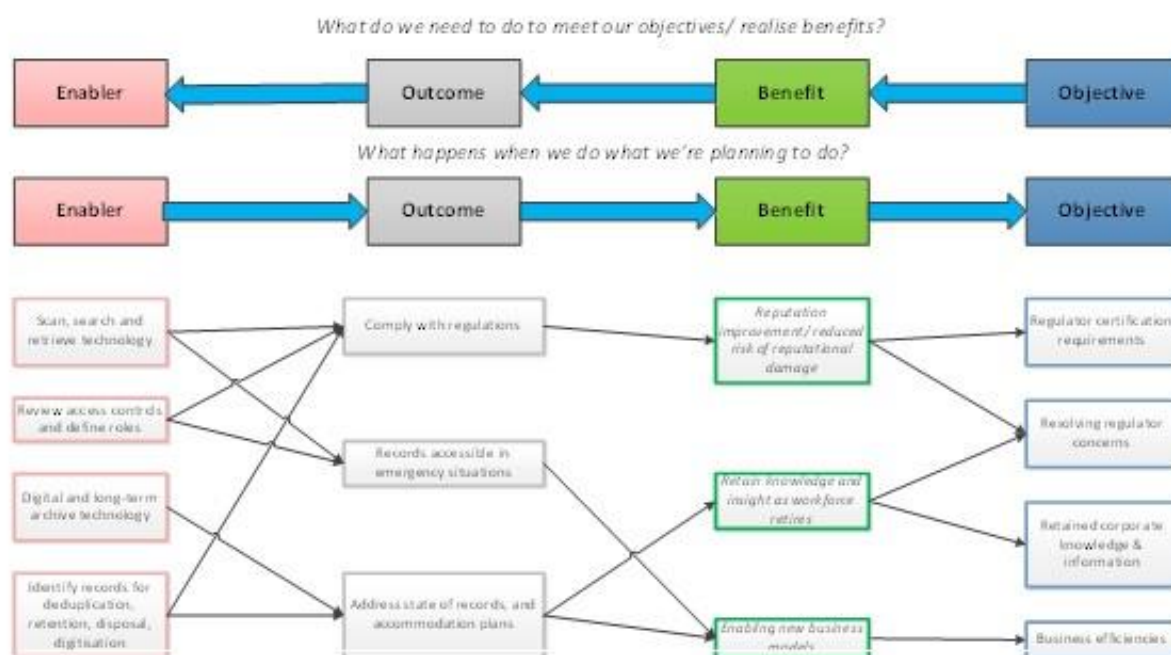 What do we need to do to meet our objectives/ realise benefits?
Enabler
Outcome
Benefit
Objective
What happens when we do what we're planning to do?
Enabler
Outcome
Benefit
Objective
Scan, search and
retrieve technology
Comply with regulations
Reputation
improvement/ reduced
risk of reputational
damage
Regulator certification
requirements
Review access controls
and define roles
Records accessible in
emergency situations
Retain knowledge and
insight as workforce
retires
Resolving regulator
concerns
Digital and long-term
archive technology
Retained corporate
knowledge &
information
Identify records for
deduplication,
retention, disposal,
digitisation
Address state of records, and
accommodation plans
Enabling new business
models
Business efficiencies